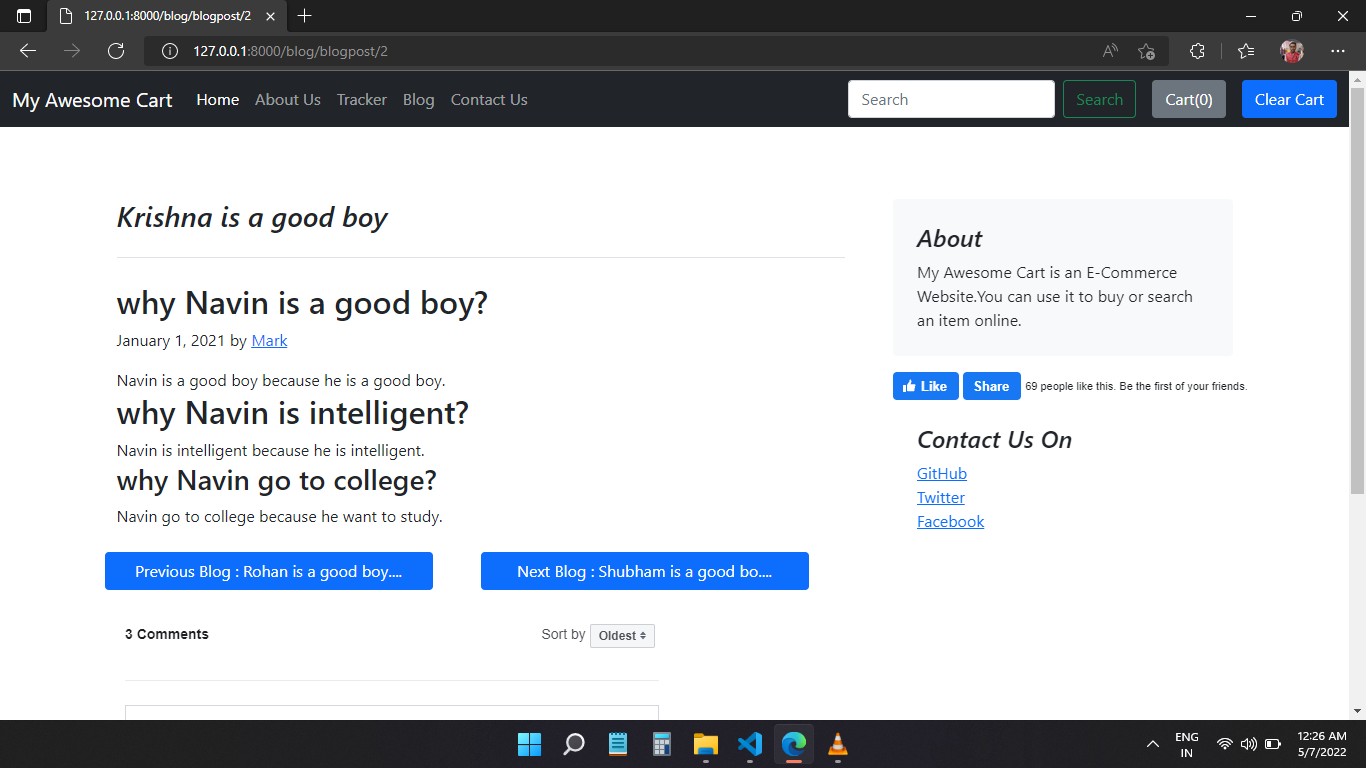 127.0.0.1:8000/blog/blogpost/2
127.0.0.1:8000/blog/blogpost/2
My Awesome Cart Home About Us Tracker Blog Contact Us Search Search Cart(0) Clear Cart
Krishna is a good boy
why Navin is a good boy?
January 1, 2021 by Mark
Navin is a good boy because he is a good boy.
why Navin is intelligent?
Navin is intelligent because he is intelligent.
why Navin go to college?
Navin go to college because he want to study.
Previous Blog : Rohan is a good boy.... Next Blog : Shubham is a good bo....
3 Comments Sort by Oldest
About
My Awesome Cart is an E-Commerce
Website.You can use it to buy or search
an item online.
Like Share 69 people like this. Be the first of your friends.
Contact Us On
GitHub
Twitter
Facebook
ENG
IN
12:26 AM
5/7/2022